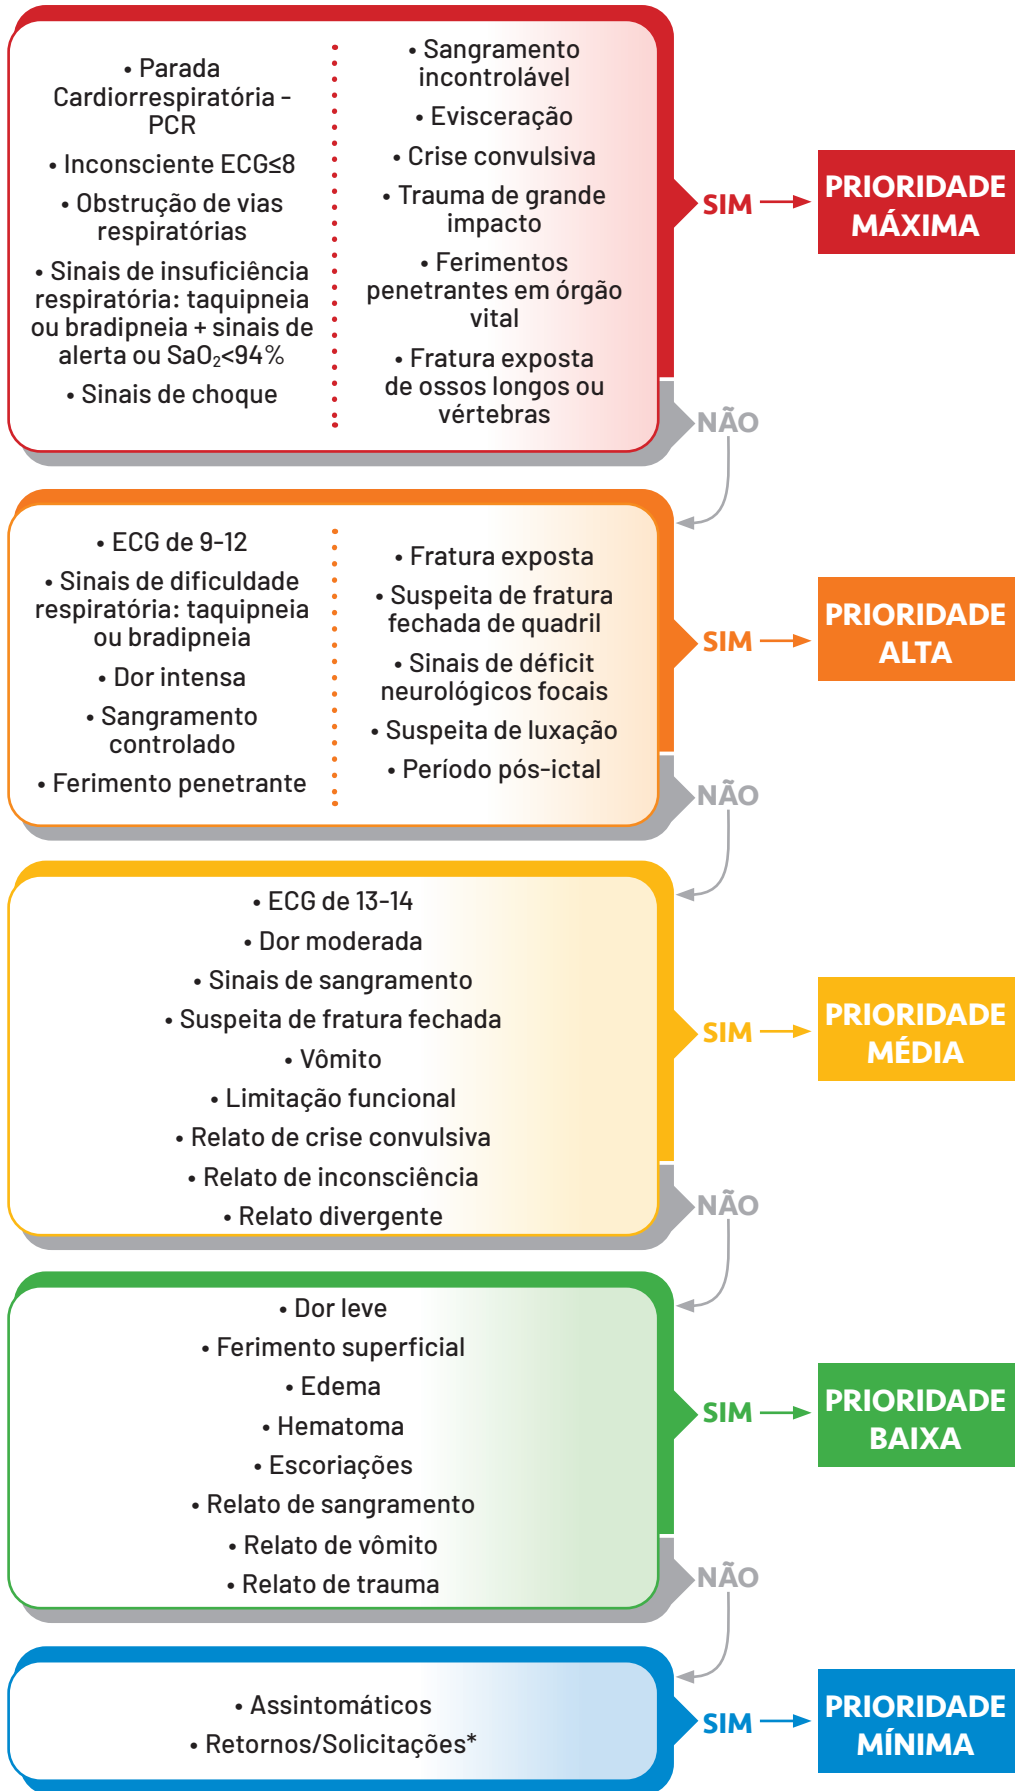 • Parada
Cardiorrespiratória -
PCR
• Inconsciente ECG≤8
• Obstrução de vias
respiratórias
• Sinais de insuficiência
respiratória: taquipneia
ou bradipneia + sinais de
alerta ou SaO₂<94%
• Sinais de choque
• Sangramento
incontrolável
• Evisceração
• Crise convulsiva
• Trauma de grande
impacto
• Ferimentos
penetrantes em órgão
vital
• Fratura exposta
de ossos longos ou
vértebras
SIM
PRIORIDADE
MÁXIMA
NÃO
• ECG de 9-12
• Sinais de dificuldade
respiratória: taquipneia
ou bradipneia
• Dor intensa
• Sangramento
controlado
• Ferimento penetrante
• Fratura exposta
• Suspeita de fratura
fechada de quadril
• Sinais de déficit
neurológicos focais
• Suspeita de luxação
• Período pós-ictal
SIM
PRIORIDADE
ALTA
NÃO
• ECG de 13-14
• Dor moderada
• Sinais de sangramento
• Suspeita de fratura fechada
• Vômito
• Limitação funcional
• Relato de crise convulsiva
• Relato de inconsciência
• Relato divergente
SIM
PRIORIDADE
MÉDIA
NÃO
• Dor leve
• Ferimento superficial
• Edema
• Hematoma
• Escoriações
• Relato de sangramento
• Relato de vômito
• Relato de trauma
SIM
PRIORIDADE
BAIXA
NÃO
• Assintomáticos
• Retornos/Solicitações*
SIM
PRIORIDADE
MÍNIMA